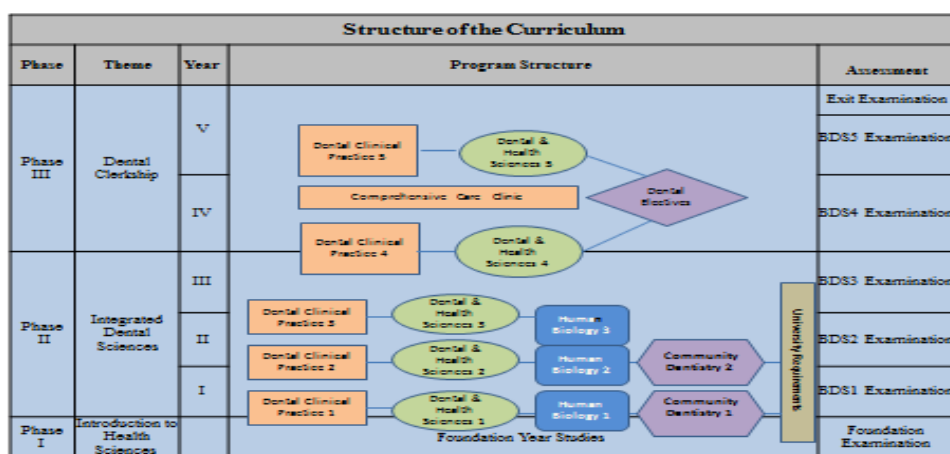 Structure of the Curriculum
Phase
Theme
Year
Program Structure
Assessment
Exit Examination
Phase
III
Dental
Clerkship
V
Dental Clinical
Practice 5
Dental &
Health
Sciences 5
BDS5 Examination
Comprehensive Care Clinic
Dental
Electives
IV
Dental Clinical
Practice 4
Dental &
Health
Sciences 4
BDS4 Examination
Phase
II
Integrated
Dental
Sciences
III
Dental Clinical
Practice 3
Dental &
Health
Sciences 3
Human
Biology 3
BDS3 Examination
II
Dental Clinical
Practice 2
Dental &
Health
Sciences 2
Human
Biology 2
Community
Dentistry 2
BDS2 Examination
I
Dental Clinical
Practice 1
Dental &
Health
Sciences 1
Human
Biology 1
Community
Dentistry 1
BDS1 Examination
University Requirements
Phase
I
Introduction to
Health
Sciences
Foundation Year Studies
Foundation
Examination